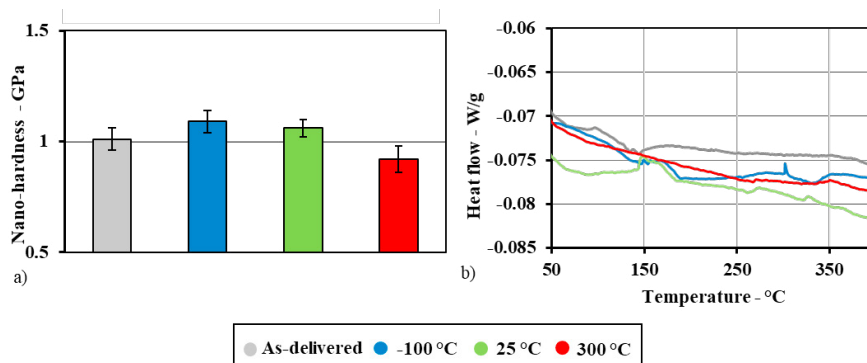 1.5
1
0.5
Nano-hardness - GPa
a)
-0.06
-0.065
-0.07
-0.075
-0.08
-0.085
Heat flow - W/g
50
150
250
350
Temperature - °C
b)
As-delivered
-100 °C
25 °C
300 °C